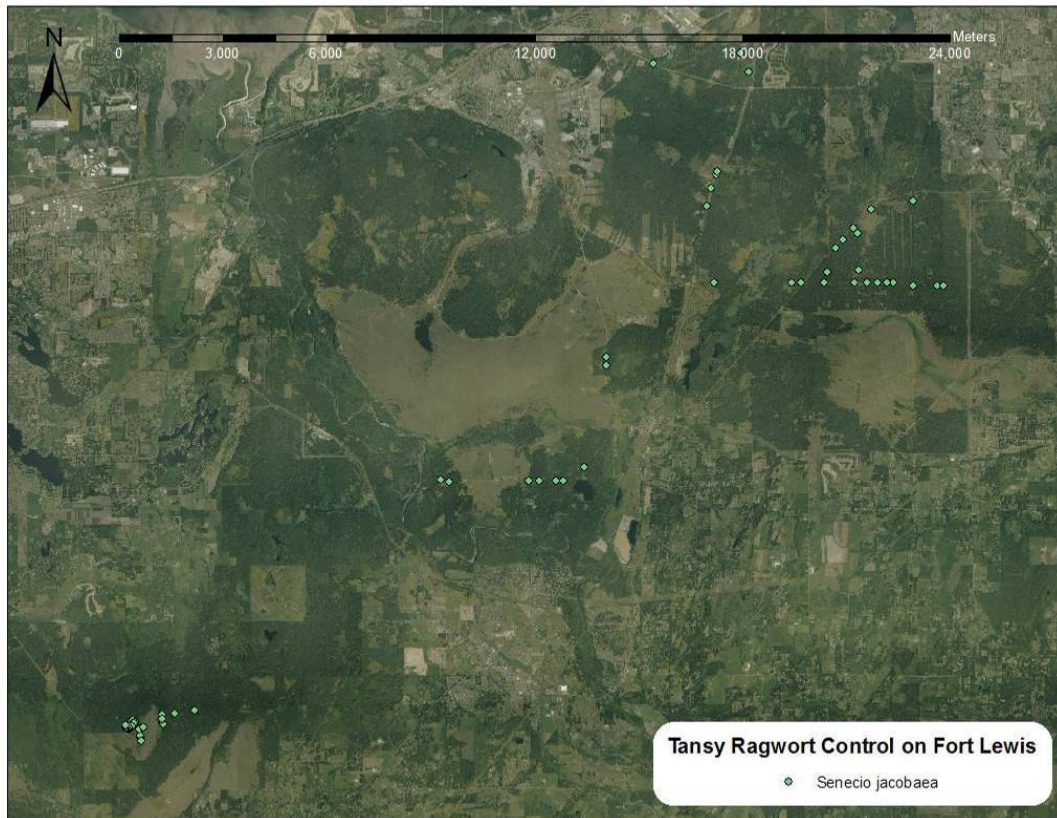 N
Meters
0 3,000 6,000 12,000 18,000 24,000
Tansy Ragwort Control on Fort Lewis
Senecio jacobaea